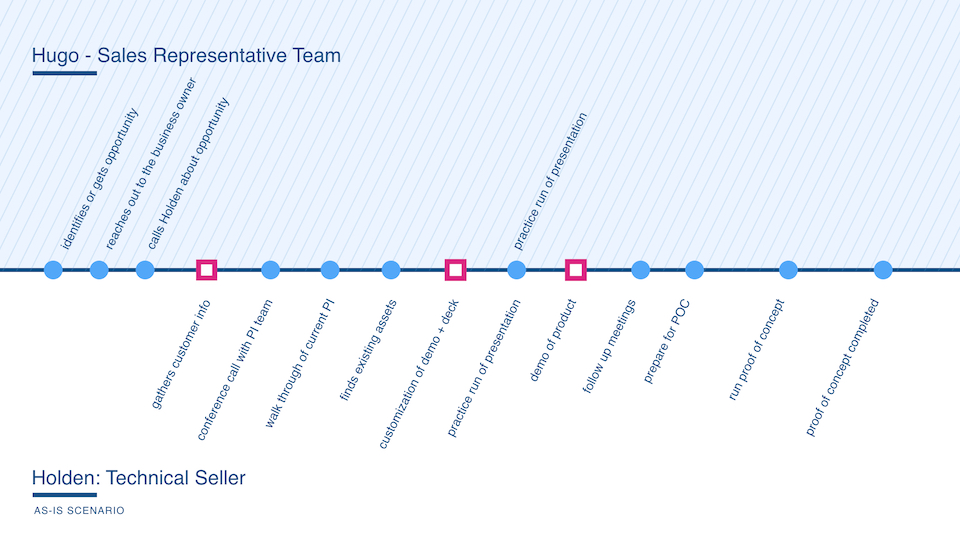 Hugo - Sales Representative Team
identifies or gets opportunity
reaches out to the business owner
calls Holden about opportunity
practice run of presentation
gathers customer info
conference call with PI team
walk through of current PI
finds existing assets
customization of demo + deck
practice run of presentation
demo of product
follow up meetings
prepare for POC
run proof of concept
proof of concept completed
Holden: Technical Seller
AS-IS SCENARIO